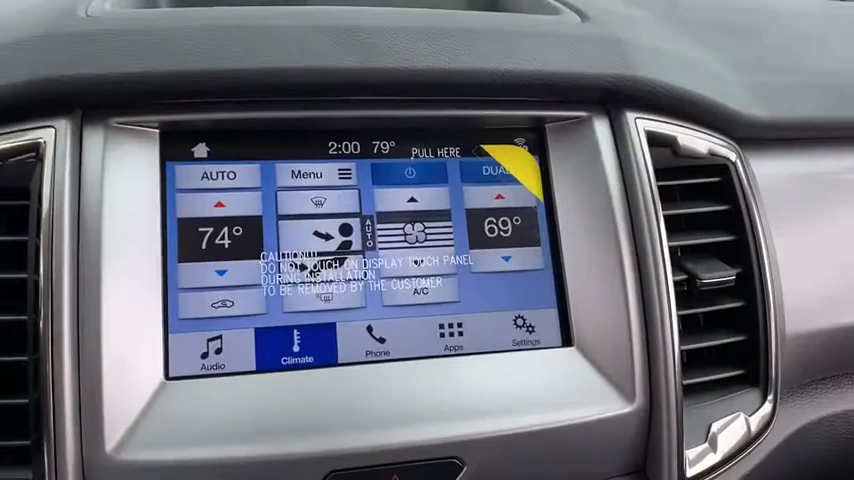 2:00 79°
PULL HERE
AUTO
Menu
DUAL
74°
AUTO
69°
CAUTION!!
DO NOT TOUCH ON DISPLAY TOUCH PANEL
DURING INSTALLATION
TO BE REMOVED BY THE CUSTOMER
A/C
Audio
Climate
Phone
Apps
Settings